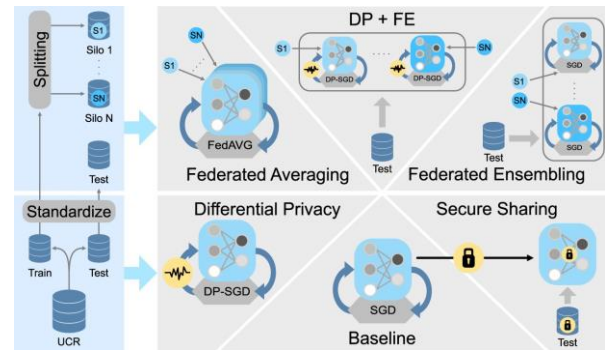 Splitting
S1
Silo 1
SN
Silo N
Test
Standardize
Train
Test
UCR
SN
S1
FedAVG
Federated Averaging
DP + FE
S1
DP-SGD
DP-SGD
SN
Test
S1
SN
SGD
SGD
Test
Federated Ensembling
Differential Privacy
DP-SGD
Secure Sharing
SGD
Baseline
Test